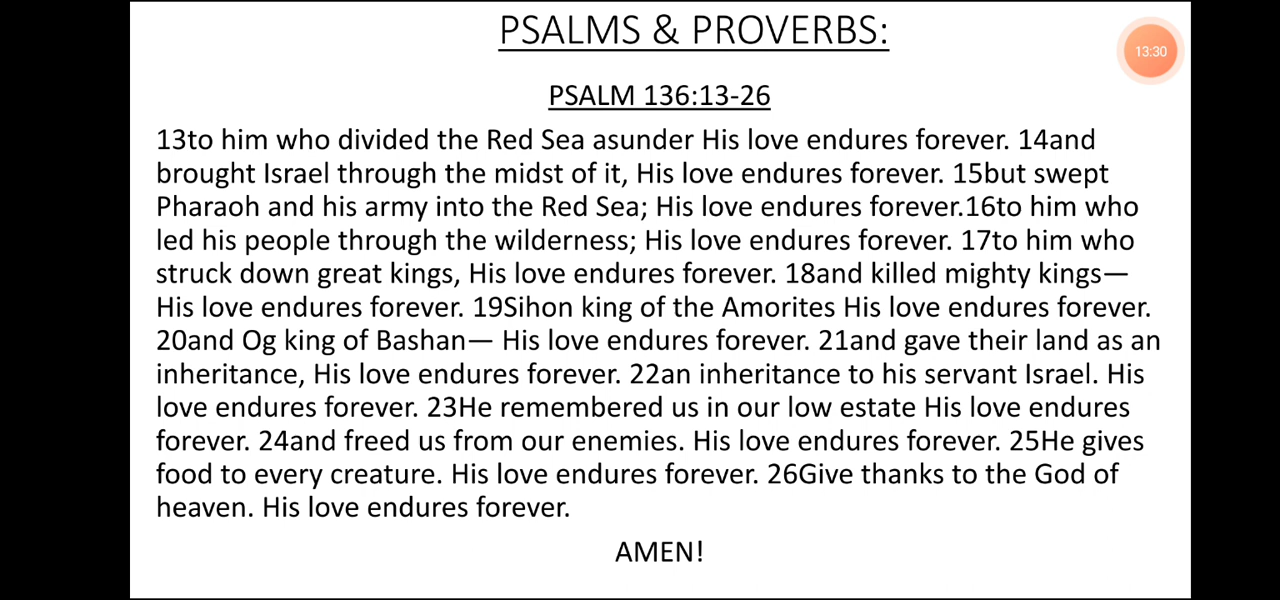 PSALMS & PROVERBS:
13:30
PSALM 136:13-26
13to him who divided the Red Sea asunder His love endures forever. 14and
brought Israel through the midst of it, His love endures forever. 15but swept
Pharaoh and his army into the Red Sea; His love endures forever.16to him who
led his people through the wilderness; His love endures forever. 17to him who
struck down great kings, His love endures forever. 18and killed mighty kings—
His love endures forever. 19Sihon king of the Amorites His love endures forever.
20and Og king of Bashan— His love endures forever. 21and gave their land as an
inheritance, His love endures forever. 22an inheritance to his servant Israel. His
love endures forever. 23He remembered us in our low estate His love endures
forever. 24and freed us from our enemies. His love endures forever. 25He gives
food to every creature. His love endures forever. 26Give thanks to the God of
heaven. His love endures forever.
AMEN!